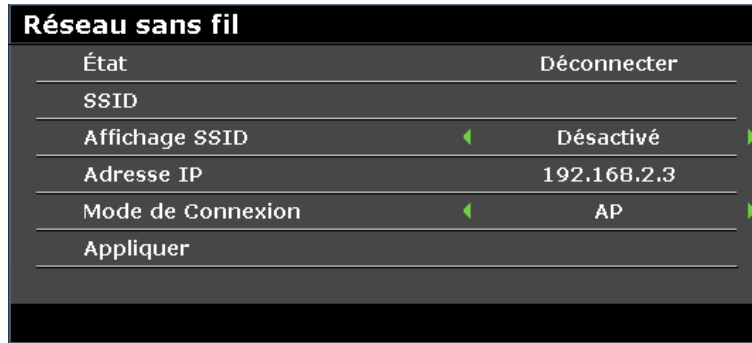 Réseau sans fil
État Déconnecter
SSID
Affichage SSID Désactivé
Adresse IP 192.168.2.3
Mode de Connexion AP
Appliquer